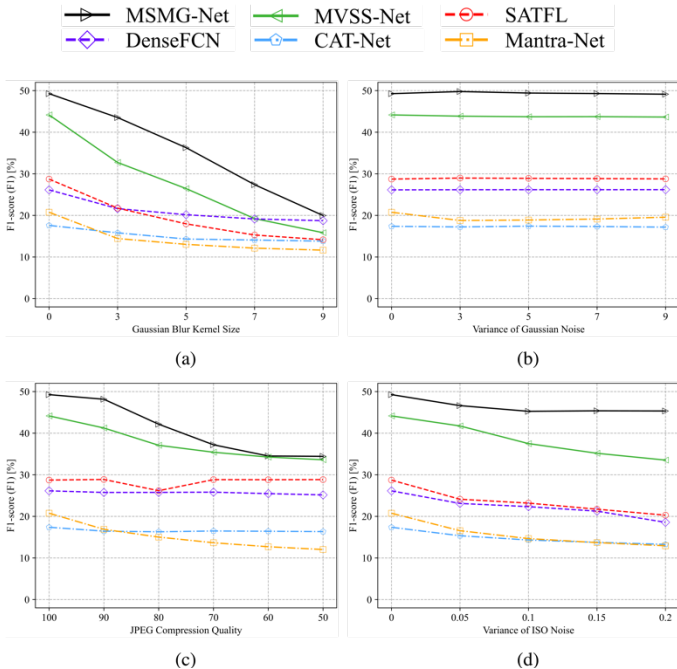 MSMG-Net MVSS-Net SATFL
DenseFCN CAT-Net Mantra-Net
50
40
30
20
10
0
F1-score (F1) [%]
0 3 5 7 9
Gaussian Blur Kernel Size
(a)
50
40
30
20
10
0
F1-score (F1) [%]
0 3 5 7 9
Variance of Gaussian Noise
(b)
50
40
30
20
10
0
F1-score (F1) [%]
100 90 80 70 60 50
JPEG Compression Quality
(c)
50
40
30
20
10
0
F1-score (F1) [%]
0 0.05 0.1 0.15 0.2
Variance of ISO Noise
(d)